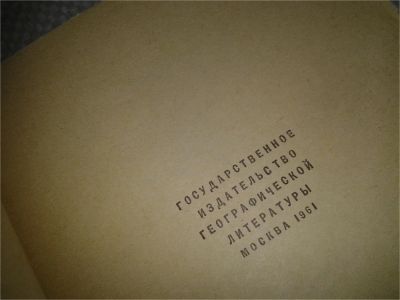 ГОСУДАРСТВЕННОЕ
ИЗДАТЕЛЬСТВО
ГЕОГРАФИЧЕСКОЙ
ЛИТЕРАТУРЫ
МОСКВА 1961